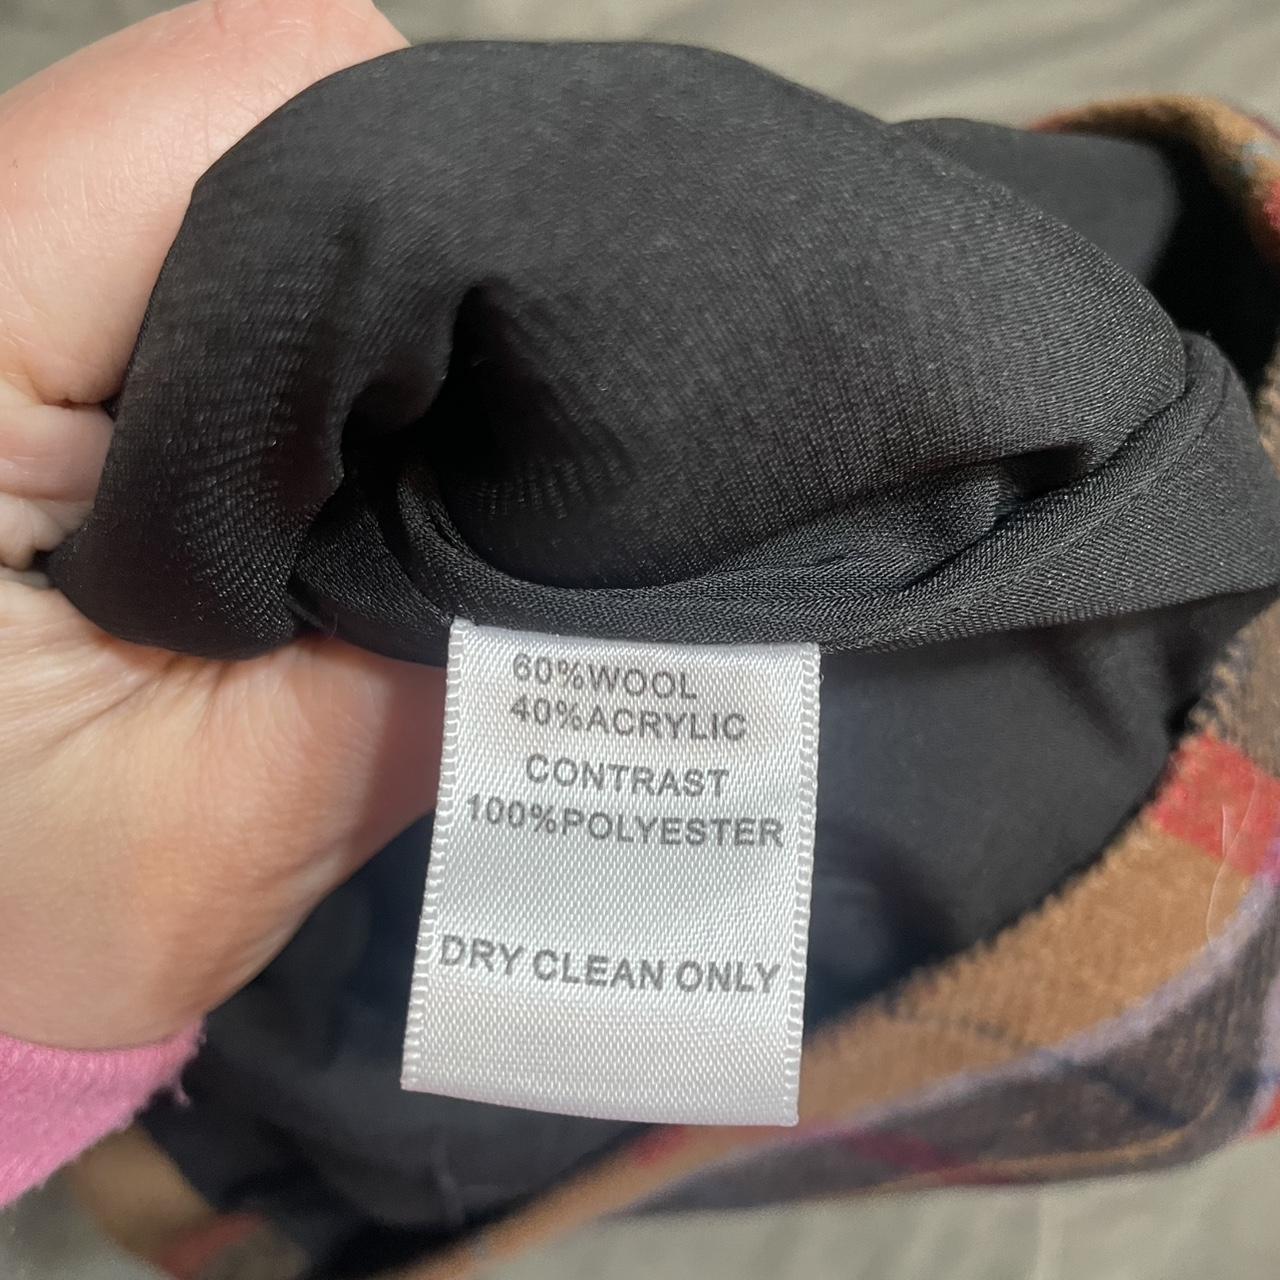 60%WOOL
40%ACRYLIC
CONTRAST
100%POLYESTER
DRY CLEAN ONLY